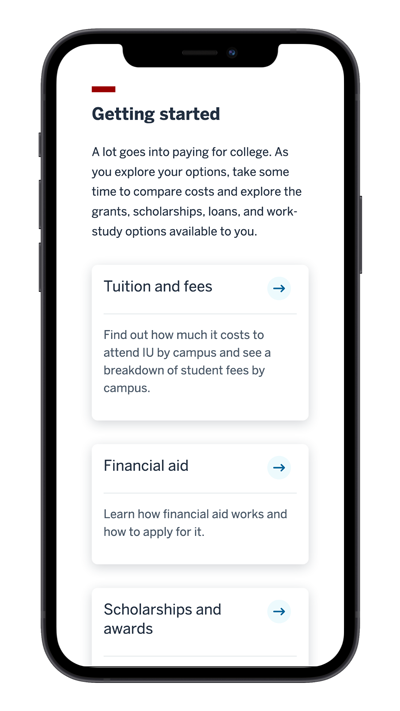 Getting started
A lot goes into paying for college. As
you explore your options, take some
time to compare costs and explore the
grants, scholarships, loans, and work-
study options available to you.
Tuition and fees
Find out how much it costs to
attend IU by campus and see a
breakdown of student fees by
campus.
Financial aid
Learn how financial aid works and
how to apply for it.
Scholarships and
awards